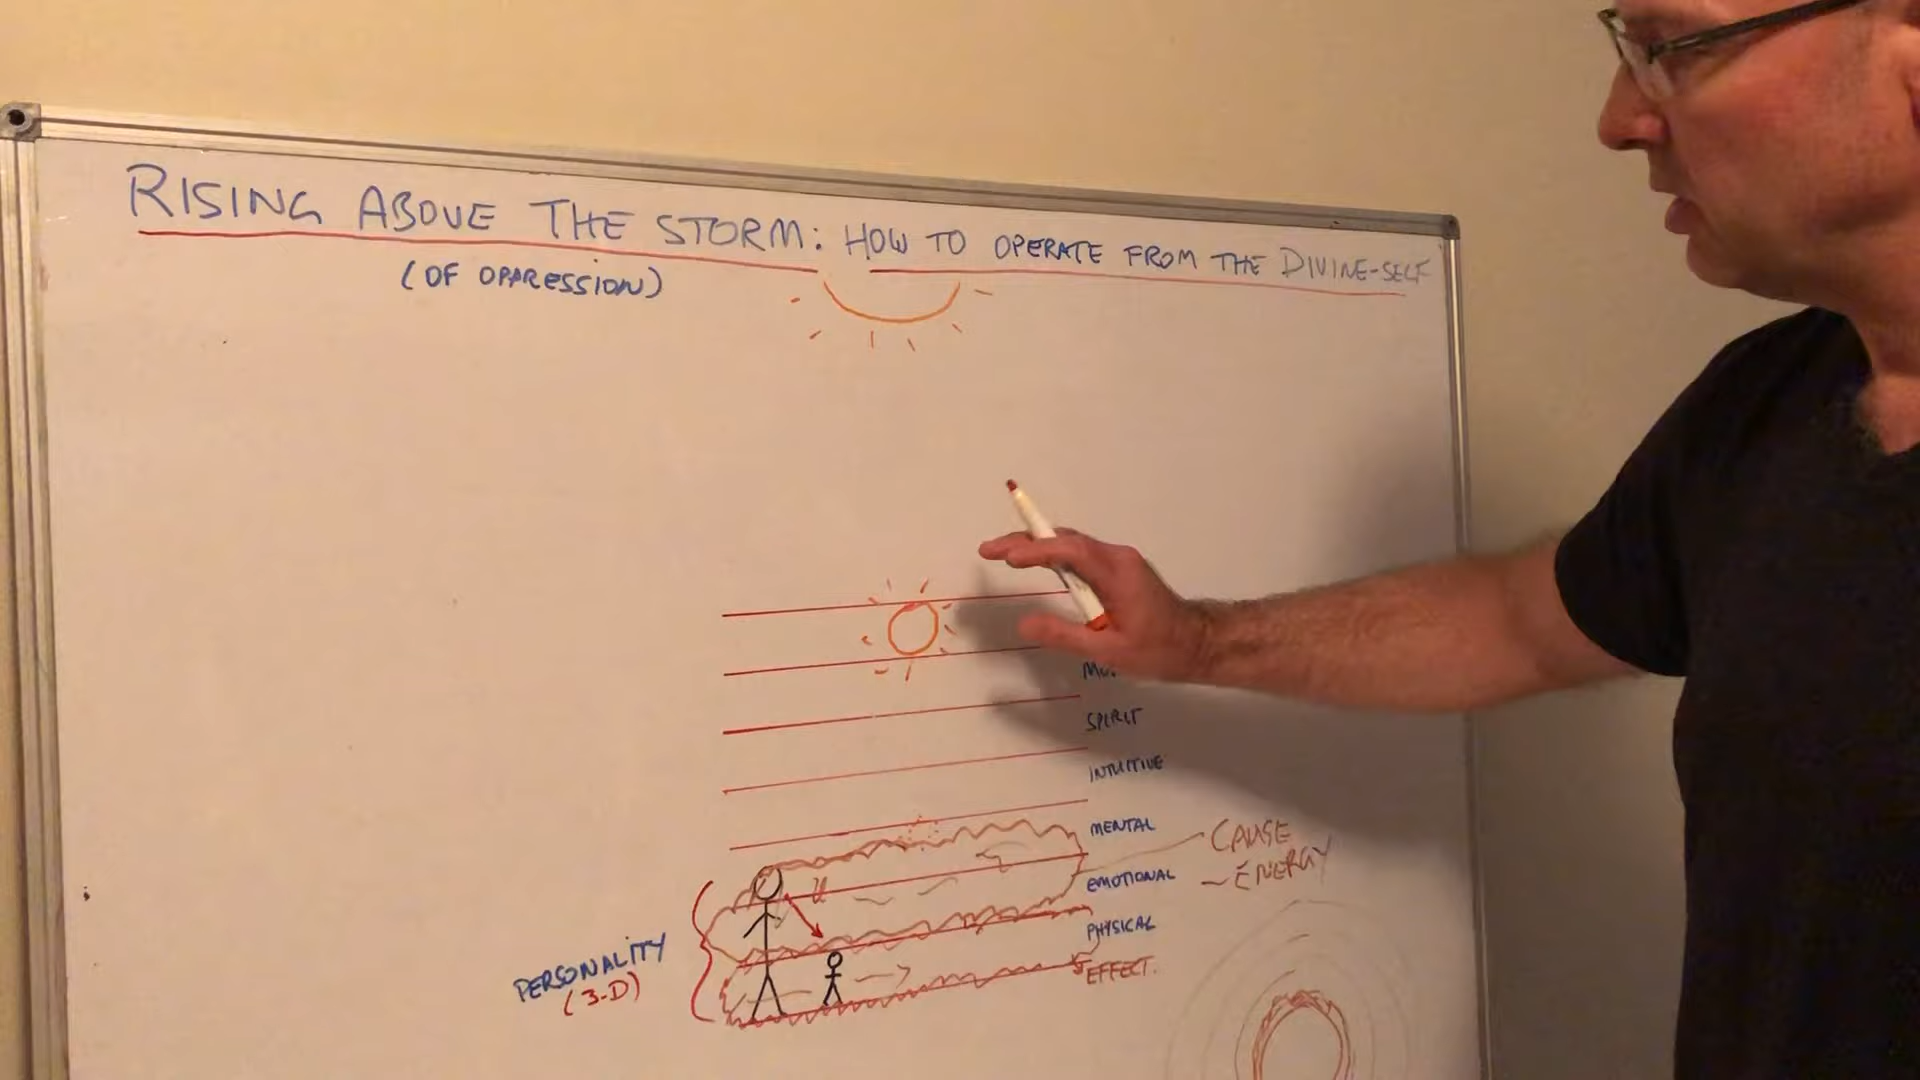 RISING ABOVE THE STORM: HOW TO OPERATE FROM THE DIVINE-SELF
(OF OPPRESSION)
SPIRIT
INTUITIVE
MENTAL
CAUSE
EMOTIONAL
- ENERGY
PHYSICAL
PERSONALITY
(3-D)
EFFECT.